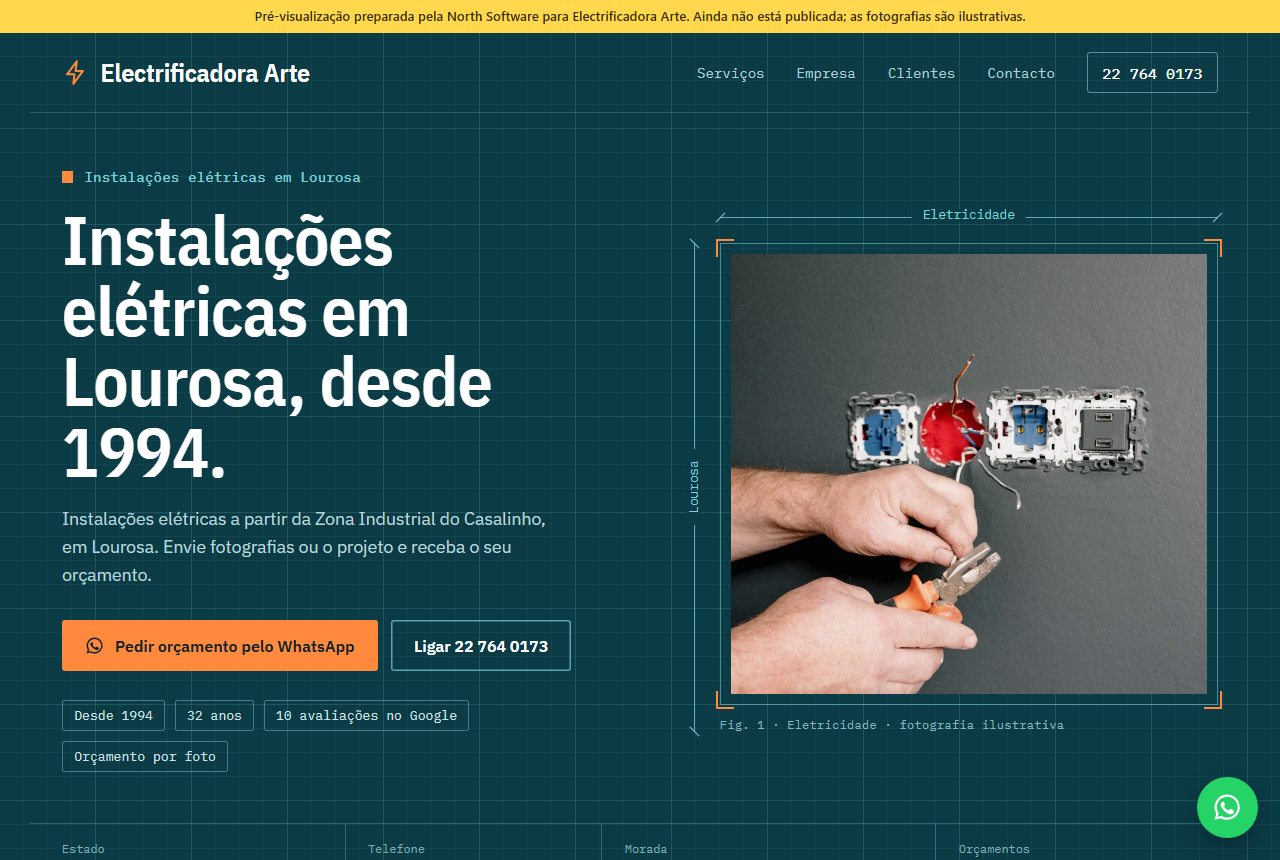 Pré-visualização preparada pela North Software para Electrificadora Arte. Ainda não está publicada; as fotografias são ilustrativas.
Electrificadora Arte
Serviços
Empresa
Clientes
Contacto
22 764 0173
Instalações elétricas em Lourosa
Instalações
elétricas em
Lourosa, desde
1994.
Instalações elétricas a partir da Zona Industrial do Casalinho,
em Lourosa. Envie fotografias ou o projeto e receba o seu
orçamento.
Pedir orçamento pelo WhatsApp
Ligar 22 764 0173
Desde 1994
32 anos
10 avaliações no Google
Orçamento por foto
Eletricidade
Lourosa
Fig. 1 · Eletricidade · fotografia ilustrativa
Estado
Telefone
Morada
Orçamentos